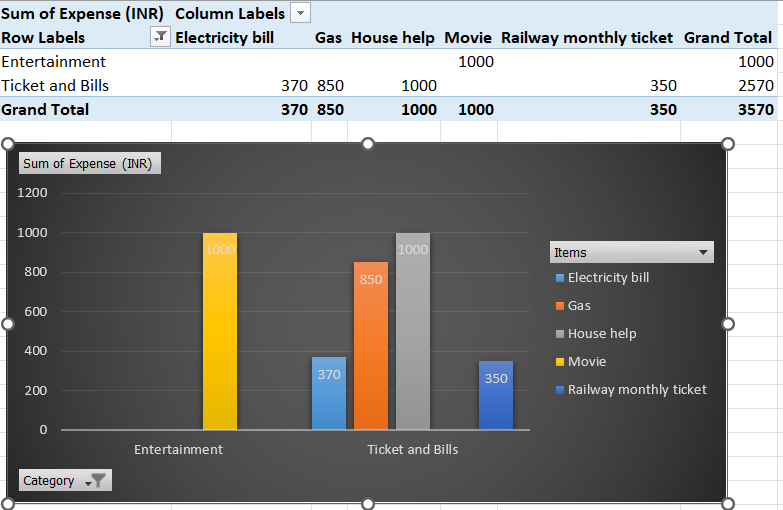 Sum of Expense (INR) Column Labels
Row Labels Electricity bill Gas House help Movie Railway monthly ticket Grand Total
Entertainment 1000 1000
Ticket and Bills 370 850 1000 350 2570
Grand Total 370 850 1000 1000 350 3570
Sum of Expense (INR)
1200
1000
800
600
400
200
0
1000
370
850
1000
350
Entertainment Ticket and Bills
Items
Electricity bill
Gas
House help
Movie
Railway monthly ticket
Category